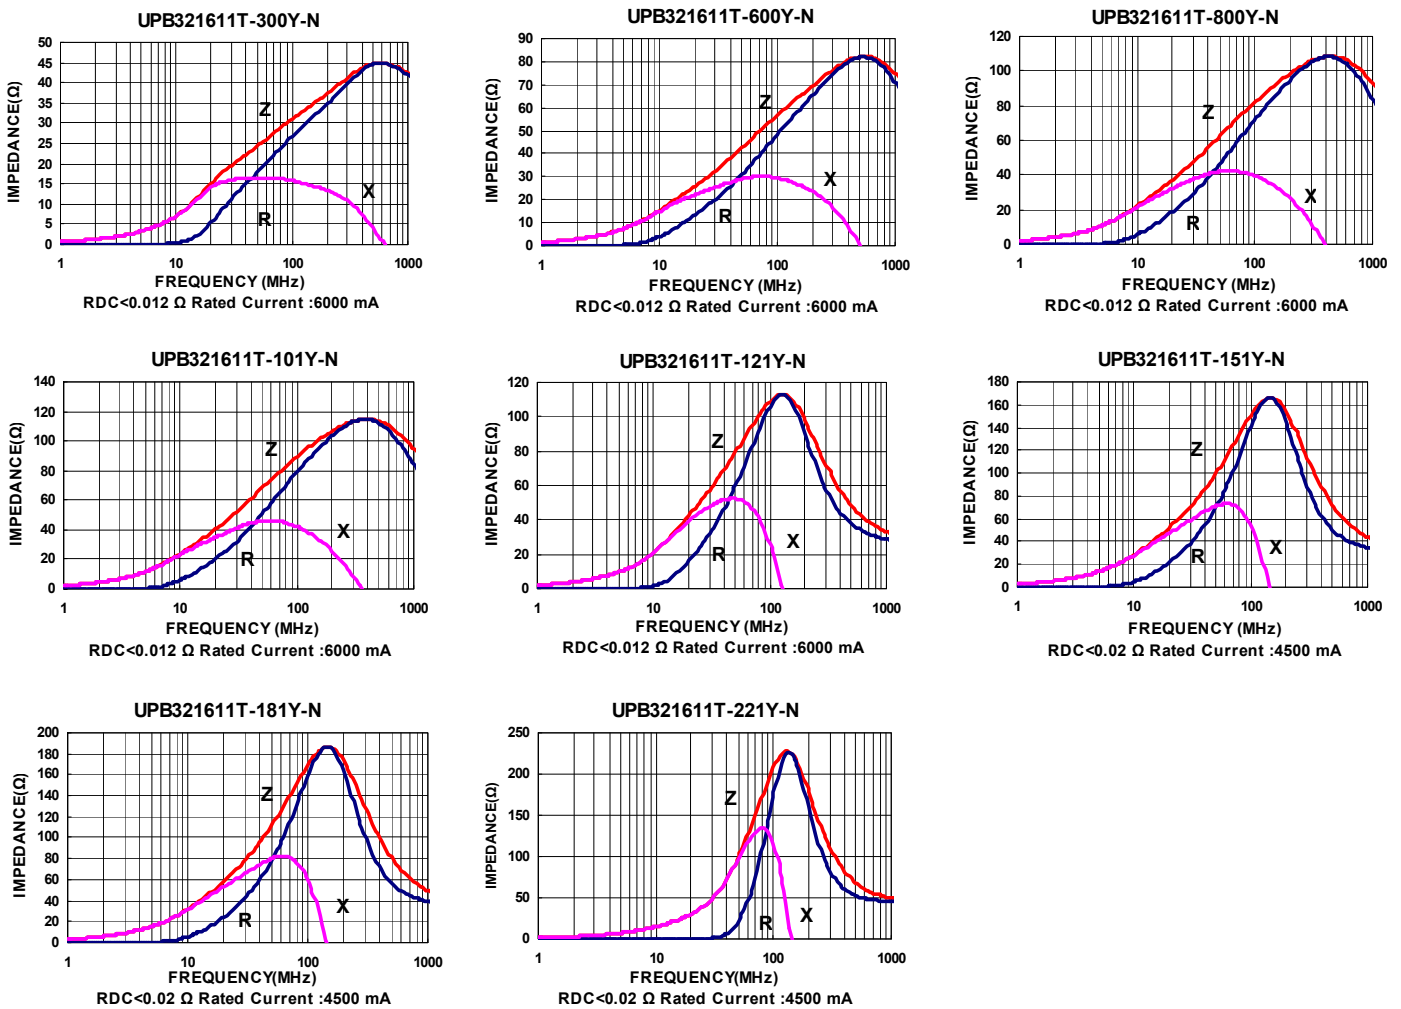 UPB321611T-300Y-N
50
45
40
35
30
25
20
15
10
5
0
IMPEDANCE(Ω)
Z
X
R
1 10 100 1000
FREQUENCY (MHz)
RDC<0.012 Ω Rated Current :6000 mA
UPB321611T-600Y-N
90
80
70
60
50
40
30
20
10
0
IMPEDANCE(Ω)
Z
X
R
1 10 100 1000
FREQUENCY (MHz)
RDC<0.012 Ω Rated Current :6000 mA
UPB321611T-800Y-N
120
100
80
60
40
20
0
IMPEDANCE(Ω)
Z
X
R
1 10 100 1000
FREQUENCY (MHz)
RDC<0.012 Ω Rated Current :6000 mA
UPB321611T-101Y-N
140
120
100
80
60
40
20
0
IMPEDANCE(Ω)
Z
X
R
1 10 100 1000
FREQUENCY (MHz)
RDC<0.012 Ω Rated Current :6000 mA
UPB321611T-121Y-N
120
100
80
60
40
20
0
IMPEDANCE(Ω)
Z
X
R
1 10 100 1000
FREQUENCY (MHz)
RDC<0.012 Ω Rated Current :6000 mA
UPB321611T-151Y-N
180
160
140
120
100
80
60
40
20
0
IMPEDANCE(Ω)
Z
X
R
1 10 100 1000
FREQUENCY (MHz)
RDC<0.02 Ω Rated Current :4500 mA
UPB321611T-181Y-N
200
180
160
140
120
100
80
60
40
20
0
IMPEDANCE(Ω)
Z
X
R
1 10 100 1000
FREQUENCY(MHz)
RDC<0.02 Ω Rated Current :4500 mA
UPB321611T-221Y-N
250
200
150
100
50
0
IMPEDANCE(Ω)
Z
X
R
1 10 100 1000
FREQUENCY(MHz)
RDC<0.02 Ω Rated Current :4500 mA